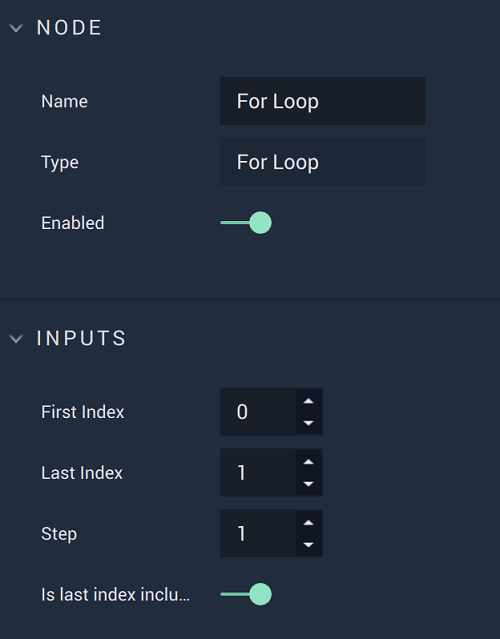 NODE
Name For Loop
Type For Loop
Enabled
INPUTS
First Index 0
Last Index 1
Step 1
Is last index inclu...